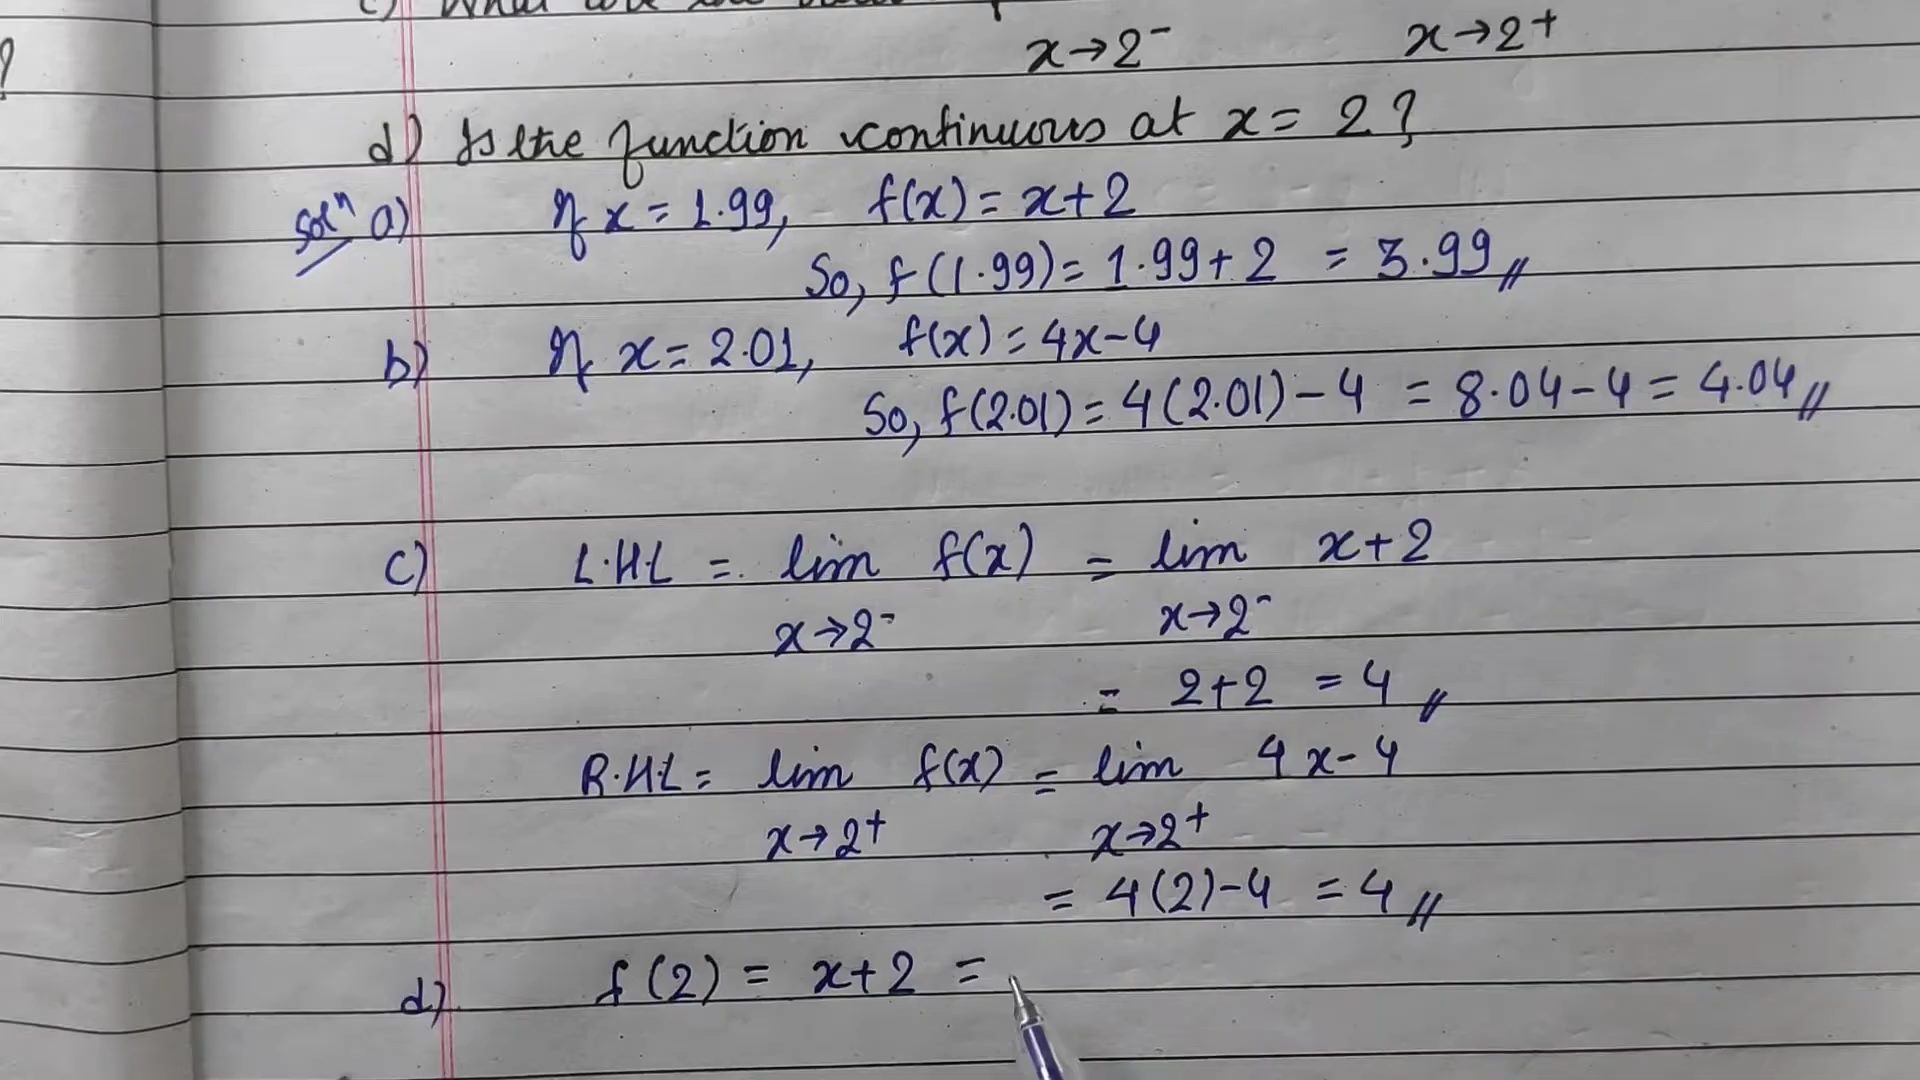 x→2⁻ x→2⁺
d) Is the function continuous at x = 2?
Solⁿ a) If x = 1.99, f(x) = x+2
So, f(1.99) = 1.99 + 2 = 3.99 //
b) If x = 2.01, f(x) = 4x-4
So, f(2.01) = 4(2.01) - 4 = 8.04 - 4 = 4.04 //
c) L.H.L = lim f(x) = lim x+2
x→2⁻ x→2⁻
= 2+2 = 4 //
R.H.L = lim f(x) = lim 4x-4
x→2⁺ x→2⁺
= 4(2)-4 = 4 //
d) f(2) = x+2 =